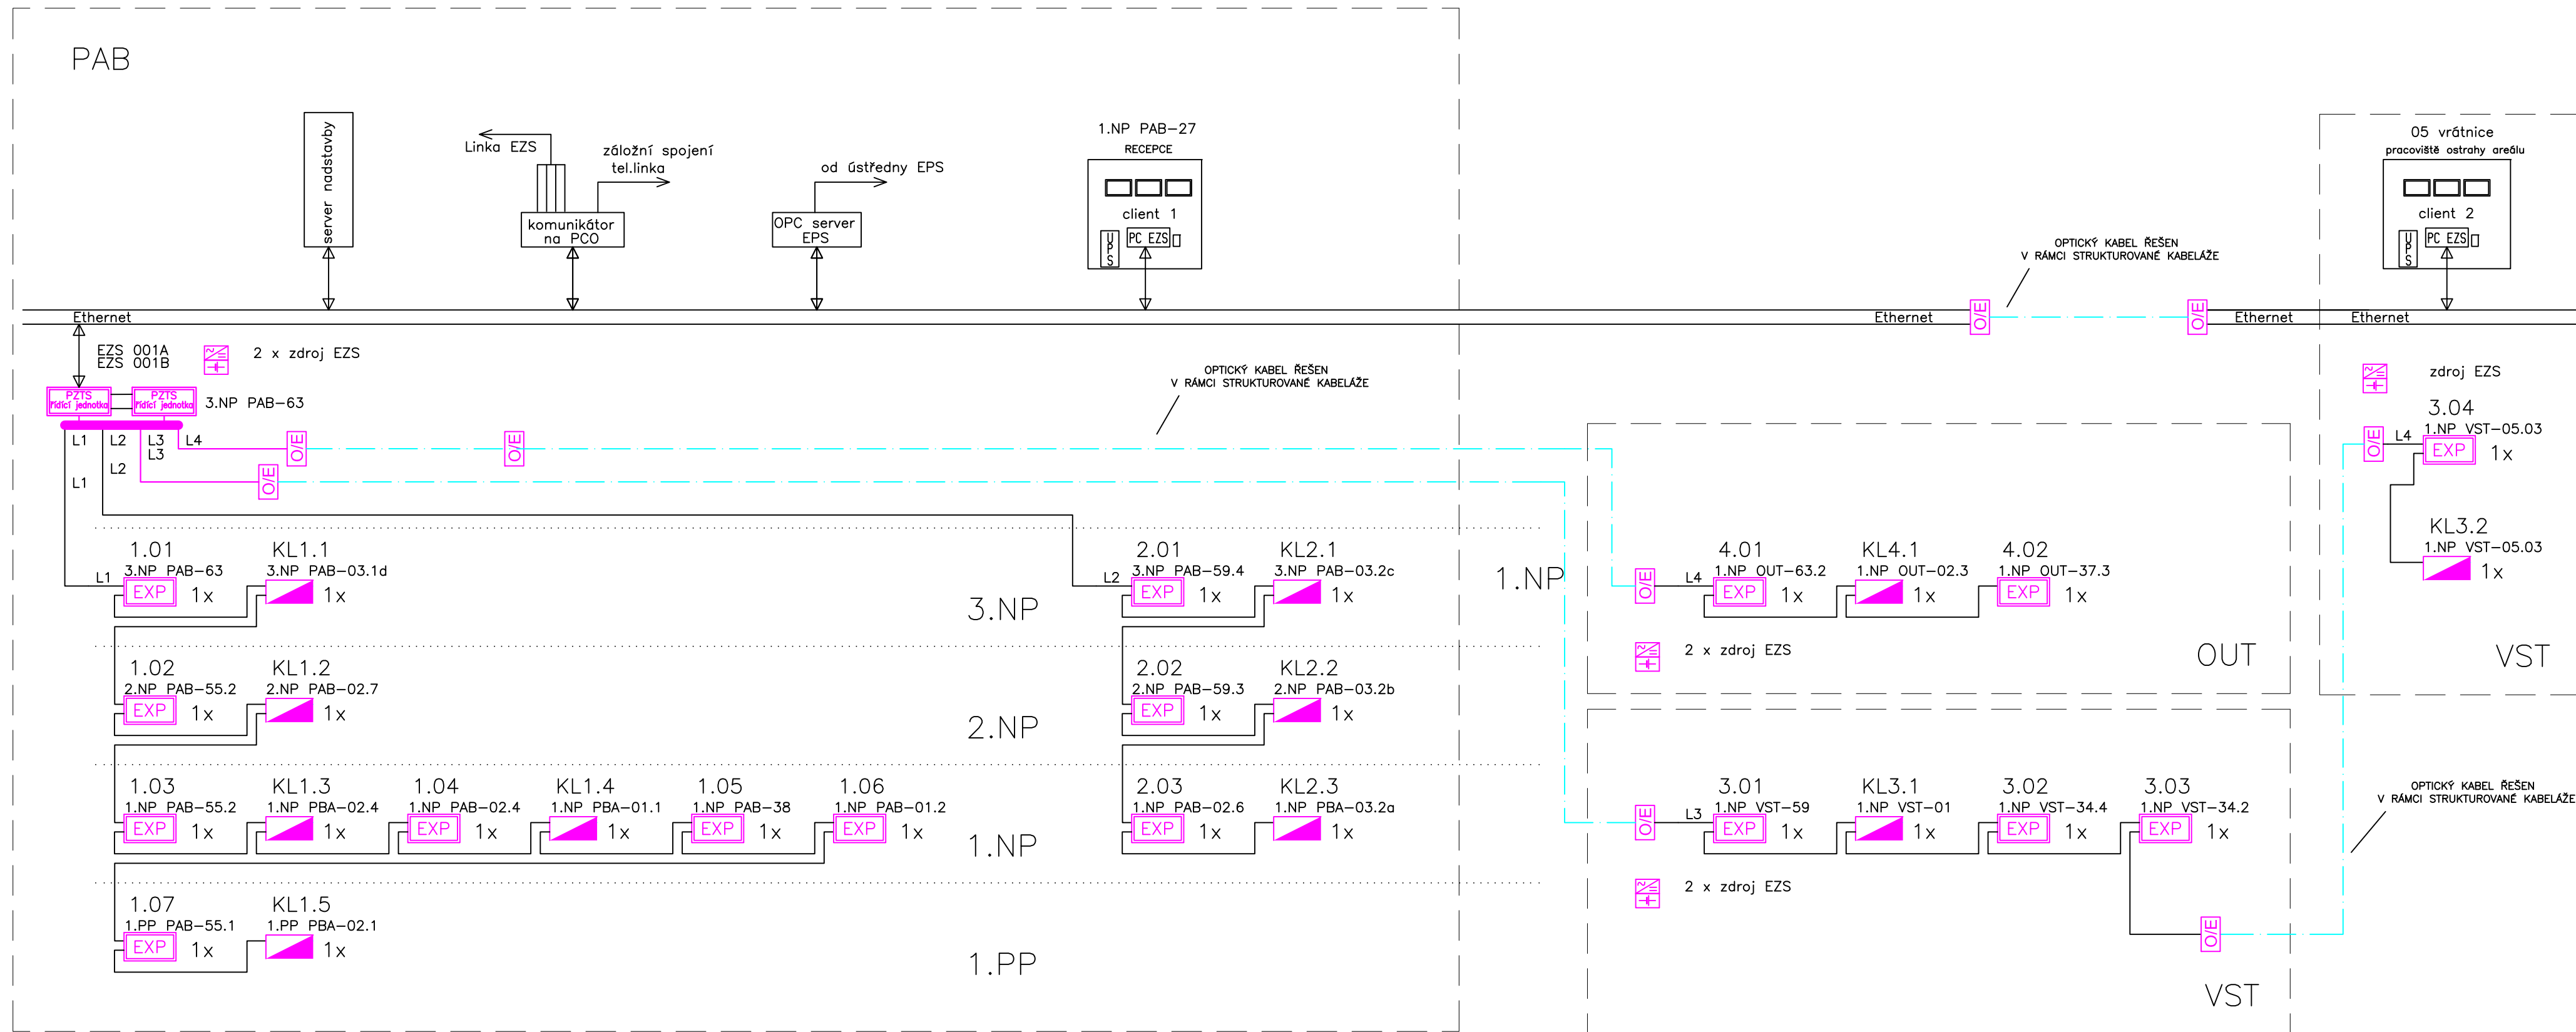 PAB
server nadstavby
Linka EZS
záložní spojení
tel.linka
komunikátor
na PCO
od ústředny EPS
OPC server
EPS
1.NP PAB-27
RECEPCE
client 1
UPS
PC EZS
05 vrátnice
pracoviště ostrahy areálu
client 2
UPS
PC EZS
OPTICKÝ KABEL ŘEŠEN
V RÁMCI STRUKTUROVANÉ KABELÁŽE
Ethernet
Ethernet
O/E
O/E
Ethernet
Ethernet
EZS 001A
EZS 001B
2 x zdroj EZS
PZTS
řídící jednotka
PZTS
řídící jednotka
3.NP PAB-63
OPTICKÝ KABEL ŘEŠEN
V RÁMCI STRUKTUROVANÉ KABELÁŽE
zdroj EZS
L1
L2
L3
L4
L3
L2
L1
O/E
O/E
O/E
3.04
1.NP VST-05.03
O/E
L4
EXP
1x
KL3.2
1.NP VST-05.03
1x
VST
1.01
3.NP PAB-63
L1
EXP
1x
KL1.1
3.NP PAB-03.1d
1x
3.NP
2.01
3.NP PAB-59.4
L2
EXP
1x
KL2.1
3.NP PAB-03.2c
1x
1.NP
O/E
L4
4.01
1.NP OUT-63.2
EXP
1x
KL4.1
1.NP OUT-02.3
1x
4.02
1.NP OUT-37.3
EXP
1x
2 x zdroj EZS
OUT
1.02
2.NP PAB-55.2
EXP
1x
KL1.2
2.NP PAB-02.7
1x
2.NP
2.02
2.NP PAB-59.3
EXP
1x
KL2.2
2.NP PAB-03.2b
1x
1.03
1.NP PAB-55.2
EXP
1x
KL1.3
1.NP PBA-02.4
1x
1.04
1.NP PAB-02.4
EXP
1x
KL1.4
1.NP PBA-01.1
1x
1.05
1.NP PAB-38
EXP
1x
1.06
1.NP PAB-01.2
EXP
1x
1.NP
2.03
1.NP PAB-02.6
EXP
1x
KL2.3
1.NP PBA-03.2a
1x
O/E
L3
3.01
1.NP VST-59
EXP
1x
KL3.1
1.NP VST-01
1x
3.02
1.NP VST-34.4
EXP
1x
3.03
1.NP VST-34.2
EXP
1x
OPTICKÝ KABEL ŘEŠEN
V RÁMCI STRUKTUROVANÉ KABELÁŽE
2 x zdroj EZS
O/E
VST
1.07
1.PP PAB-55.1
EXP
1x
KL1.5
1.PP PBA-02.1
1x
1.PP